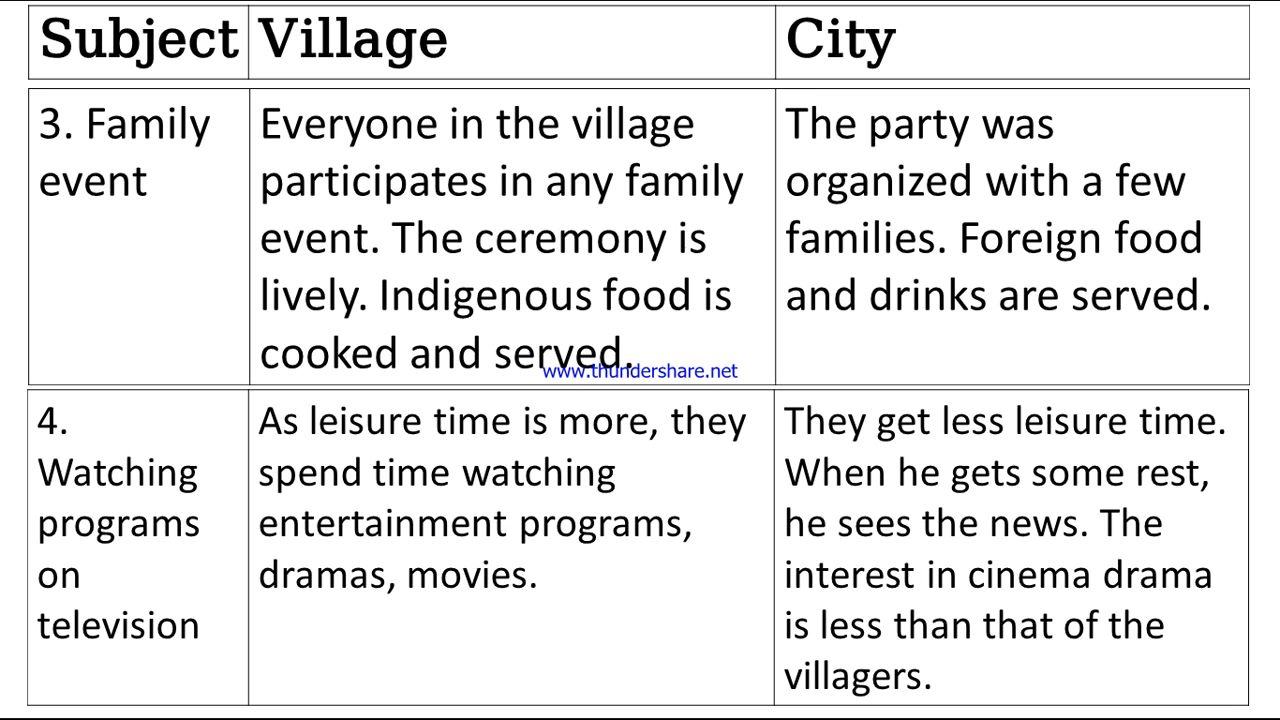 Subject Village City
3. Family
event
Everyone in the village
participates in any family
event. The ceremony is
lively. Indigenous food is
cooked and served.
The party was
organized with a few
families. Foreign food
and drinks are served.
www.thundershare.net
4.
Watching
programs
on
television
As leisure time is more, they
spend time watching
entertainment programs,
dramas, movies.
They get less leisure time.
When he gets some rest,
he sees the news. The
interest in cinema drama
is less than that of the
villagers.